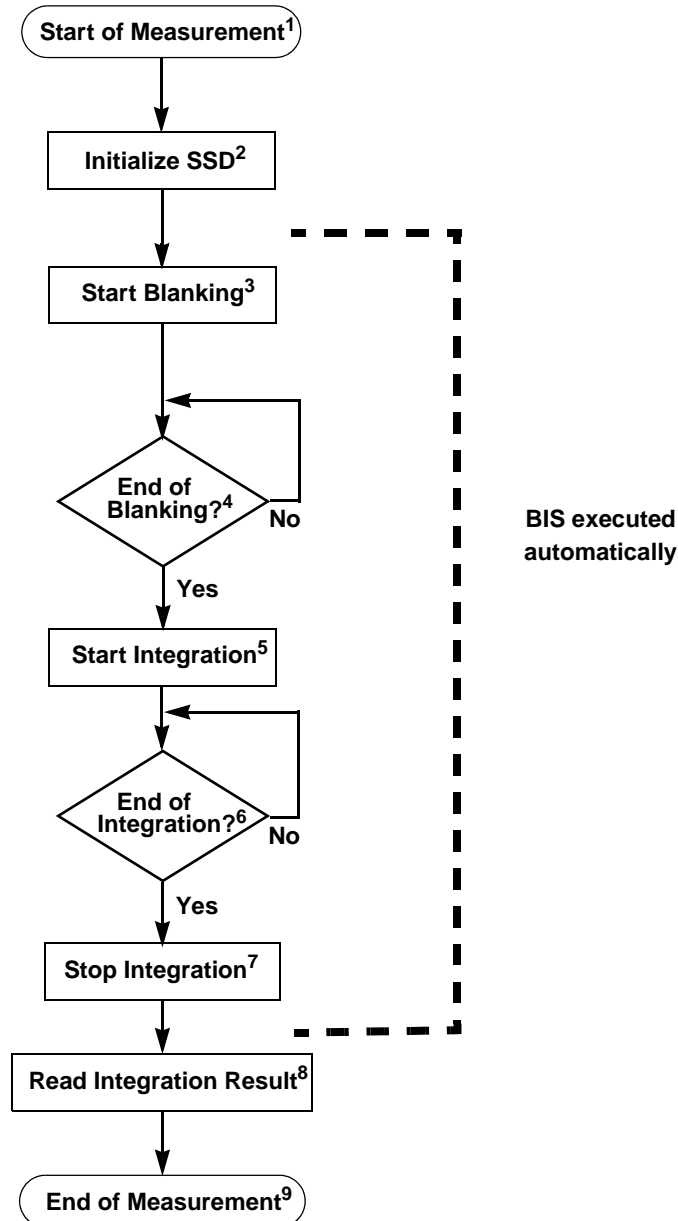 Start of Measurement1
Initialize SSD2
Start Blanking3
End of
Blanking?4
No
Yes
Start Integration5
End of
Integration?6
No
Yes
Stop Integration7
Read Integration Result8
End of Measurement9
BIS executed
automatically